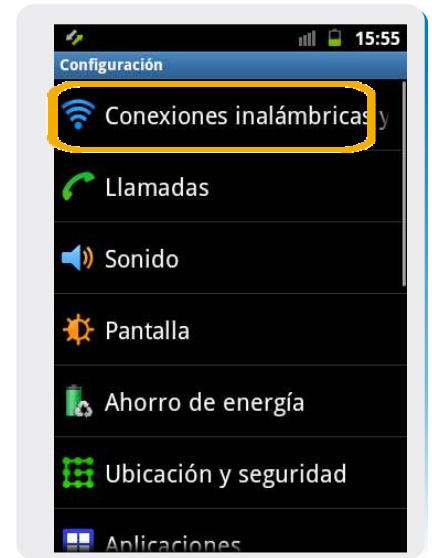 15:55
Configuración
Conexiones inalámbricas y
Llamadas
Sonido
Pantalla
Ahorro de energía
Ubicación y seguridad
Aplicaciones